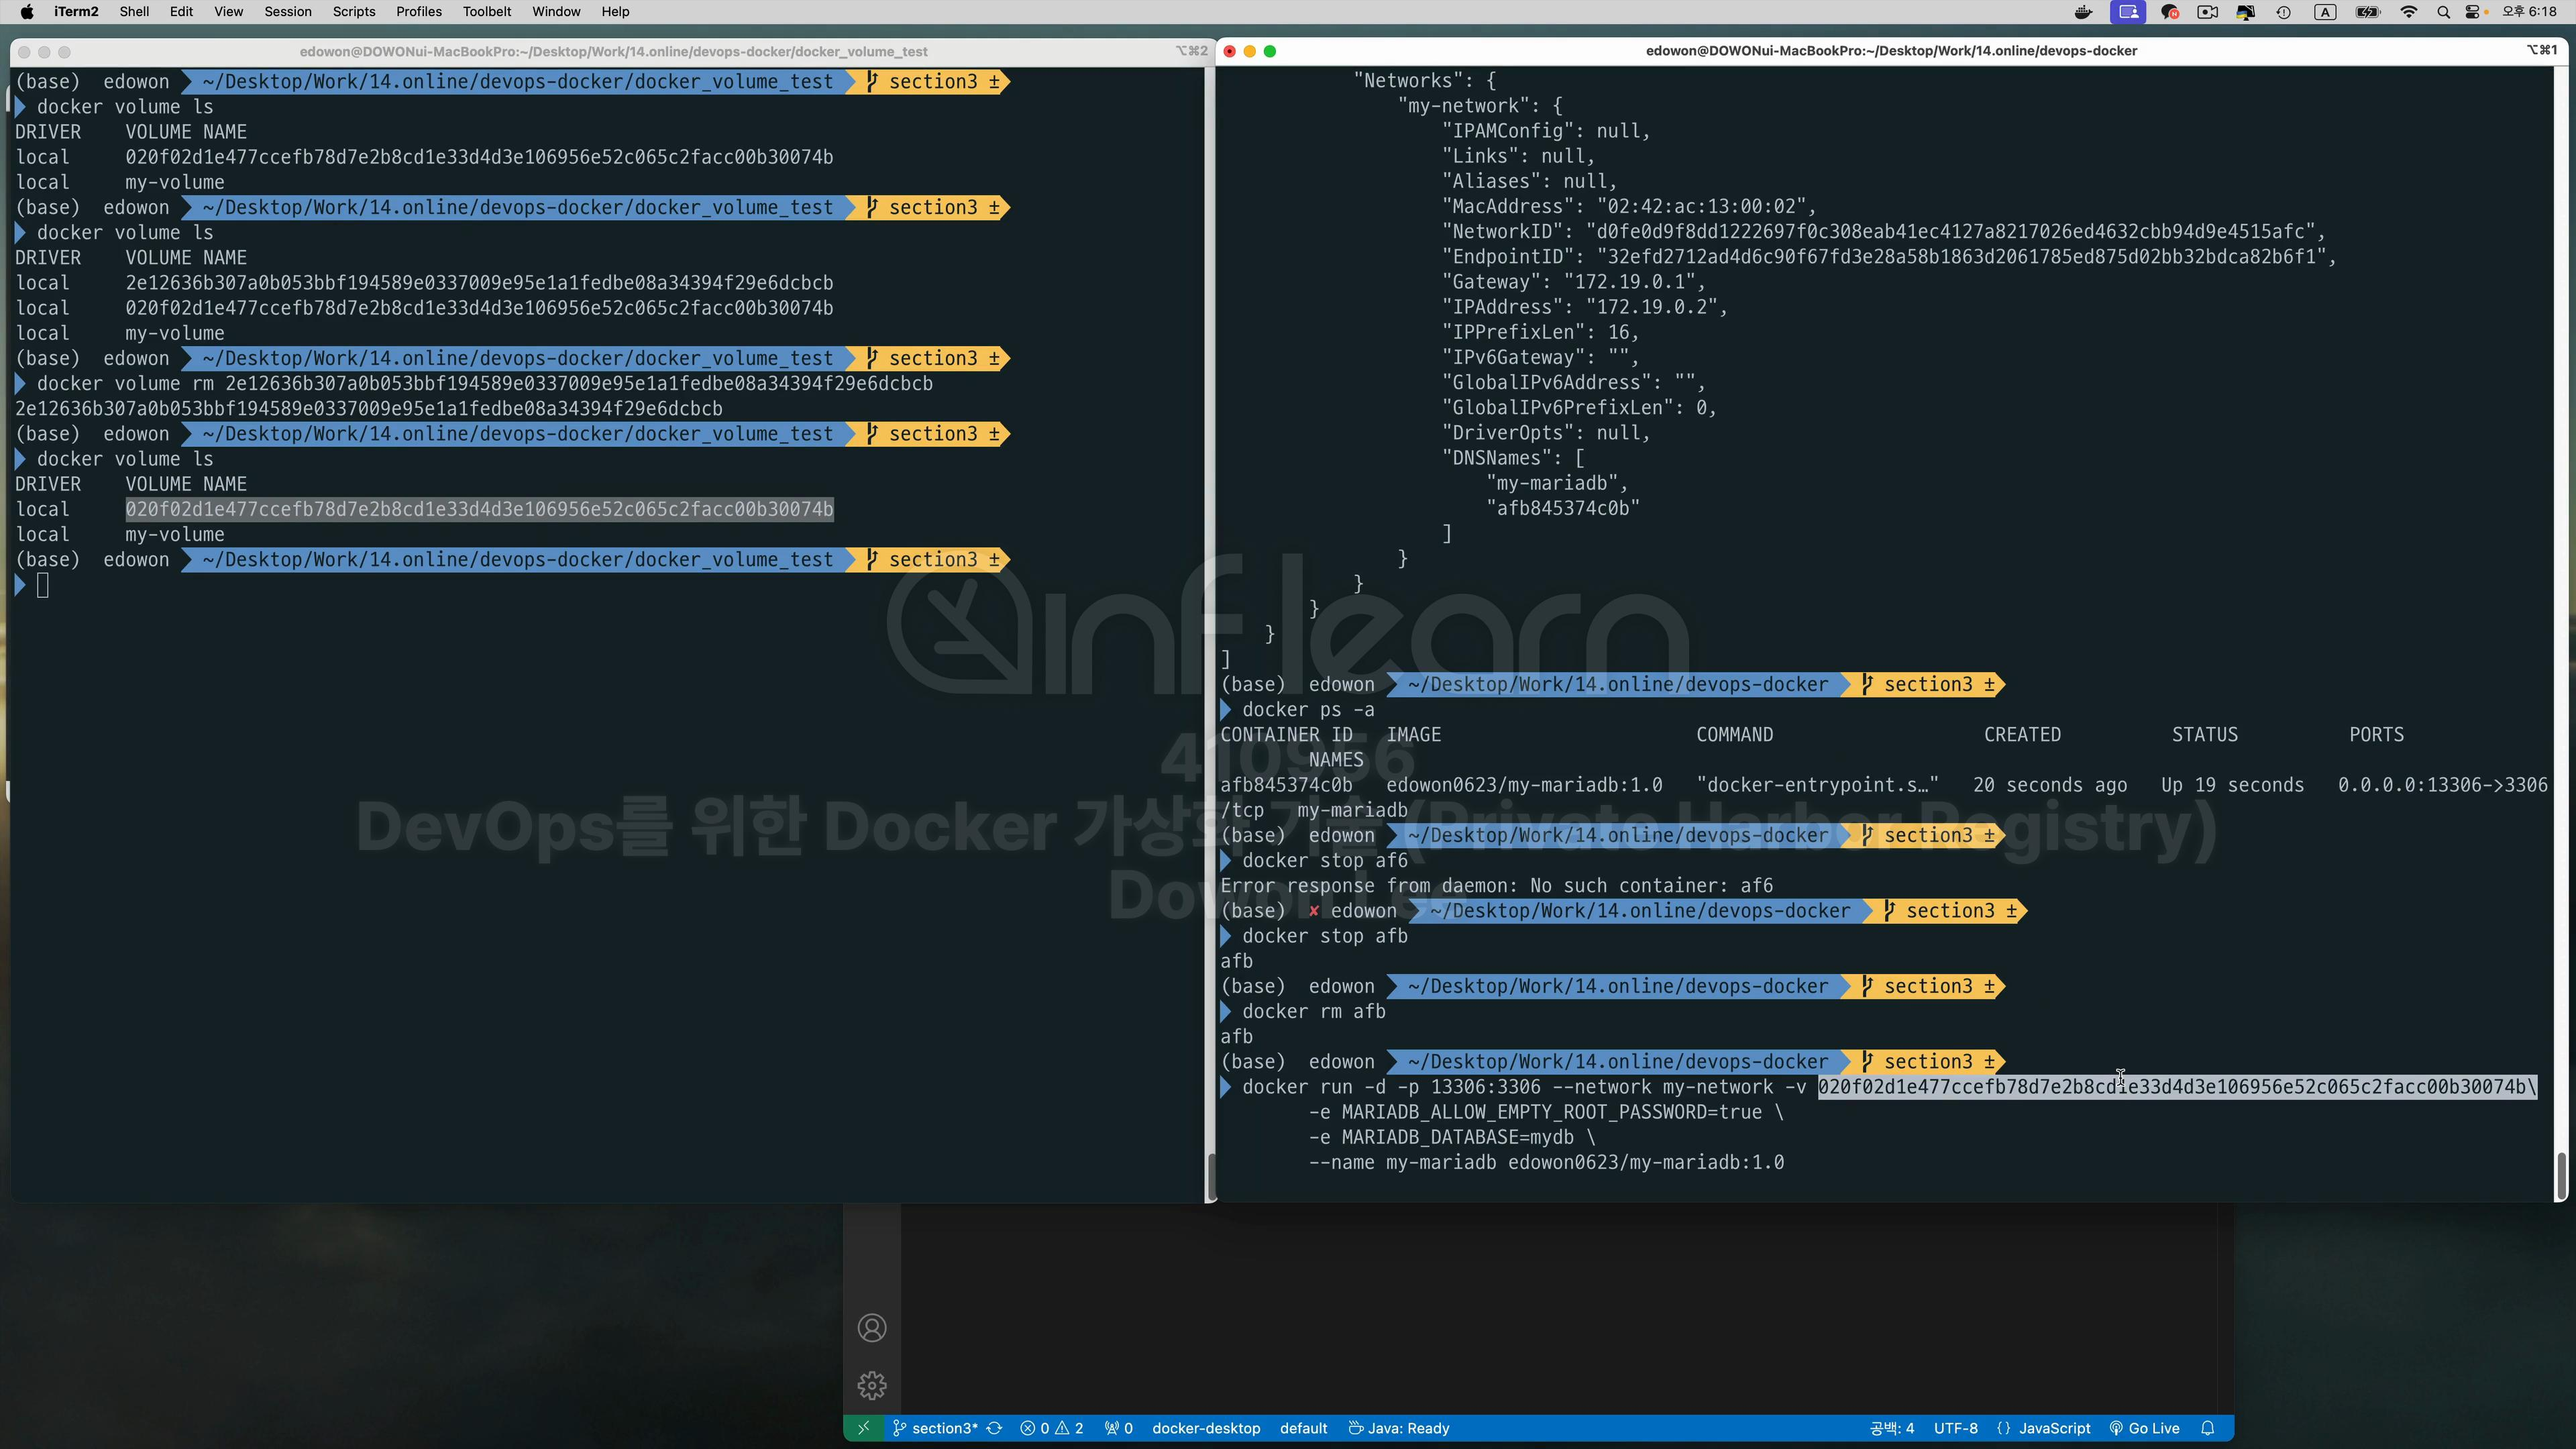 iTerm2 Shell Edit View Session Scripts Profiles Toolbelt Window Help
A 오후 6:18
edowon@DOWONui-MacBookPro:~/Desktop/Work/14.online/devops-docker/docker_volume_test ⌥⌘2
(base) edowon ~/Desktop/Work/14.online/devops-docker/docker_volume_test section3 ±
docker volume ls
DRIVER VOLUME NAME
local 020f02d1e477ccefb78d7e2b8cd1e33d4d3e106956e52c065c2facc00b30074b
local my-volume
(base) edowon ~/Desktop/Work/14.online/devops-docker/docker_volume_test section3 ±
docker volume ls
DRIVER VOLUME NAME
local 2e12636b307a0b053bbf194589e0337009e95e1a1fedbe08a34394f29e6dcbcb
local 020f02d1e477ccefb78d7e2b8cd1e33d4d3e106956e52c065c2facc00b30074b
local my-volume
(base) edowon ~/Desktop/Work/14.online/devops-docker/docker_volume_test section3 ±
docker volume rm 2e12636b307a0b053bbf194589e0337009e95e1a1fedbe08a34394f29e6dcbcb
2e12636b307a0b053bbf194589e0337009e95e1a1fedbe08a34394f29e6dcbcb
(base) edowon ~/Desktop/Work/14.online/devops-docker/docker_volume_test section3 ±
docker volume ls
DRIVER VOLUME NAME
local 020f02d1e477ccefb78d7e2b8cd1e33d4d3e106956e52c065c2facc00b30074b
local my-volume
(base) edowon ~/Desktop/Work/14.online/devops-docker/docker_volume_test section3 ±
edowon@DOWONui-MacBookPro:~/Desktop/Work/14.online/devops-docker ⌥⌘1
"Networks": {
"my-network": {
"IPAMConfig": null,
"Links": null,
"Aliases": null,
"MacAddress": "02:42:ac:13:00:02",
"NetworkID": "d0fe0d9f8dd1222697f0c308eab41ec4127a8217026ed4632cbb94d9e4515afc",
"EndpointID": "32efd2712ad4d6c90f67fd3e28a58b1863d2061785ed875d02bb32bdca82b6f1",
"Gateway": "172.19.0.1",
"IPAddress": "172.19.0.2",
"IPPrefixLen": 16,
"IPv6Gateway": "",
"GlobalIPv6Address": "",
"GlobalIPv6PrefixLen": 0,
"DriverOpts": null,
"DNSNames": [
"my-mariadb",
"afb845374c0b"
]
}
}
}
}
]
(base) edowon ~/Desktop/Work/14.online/devops-docker section3 ±
docker ps -a
CONTAINER ID IMAGE COMMAND CREATED STATUS PORTS
NAMES
afb845374c0b edowon0623/my-mariadb:1.0 "docker-entrypoint.s…" 20 seconds ago Up 19 seconds 0.0.0.0:13306->3306
/tcp my-mariadb
(base) edowon ~/Desktop/Work/14.online/devops-docker section3 ±
docker stop af6
Error response from daemon: No such container: af6
(base) ✘ edowon ~/Desktop/Work/14.online/devops-docker section3 ±
docker stop afb
afb
(base) edowon ~/Desktop/Work/14.online/devops-docker section3 ±
docker rm afb
afb
(base) edowon ~/Desktop/Work/14.online/devops-docker section3 ±
docker run -d -p 13306:3306 --network my-network -v 020f02d1e477ccefb78d7e2b8cd1e33d4d3e106956e52c065c2facc00b30074b\
-e MARIADB_ALLOW_EMPTY_ROOT_PASSWORD=true \
-e MARIADB_DATABASE=mydb \
--name my-mariadb edowon0623/my-mariadb:1.0
inflearn
410956
DevOps를 위한 Docker 가상화 기술 (Private Harbor Registry)
Dowon Lee
section3* 0 2 0 docker-desktop default Java: Ready 공백: 4 UTF-8 {} JavaScript Go Live